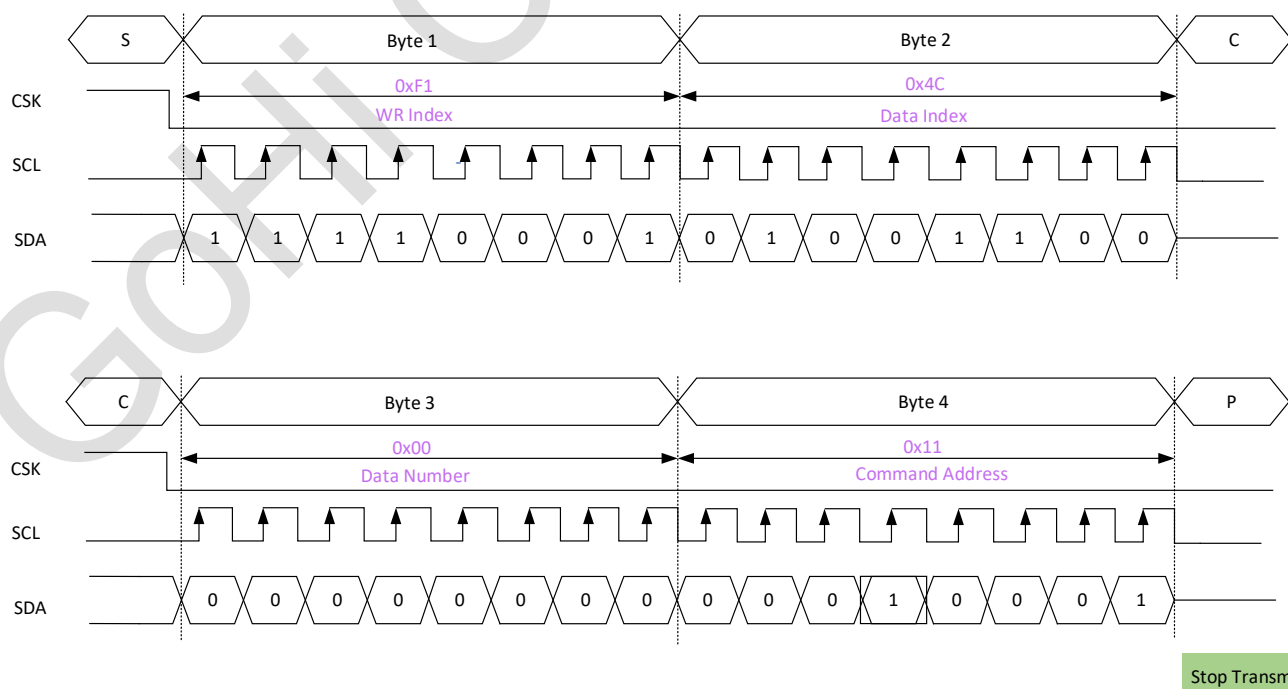 S Byte 1 Byte 2 C
0xF1 0x4C
CSK
WR Index Data Index
SCL
SDA 1 1 1 1 0 0 0 1 0 1 0 0 1 1 0 0
C Byte 3 Byte 4 P
0x00 0x11
CSK
Data Number Command Address
SCL
SDA 0 0 0 0 0 0 0 0 0 0 0 1 0 0 0 1
Stop Transm
GoHi